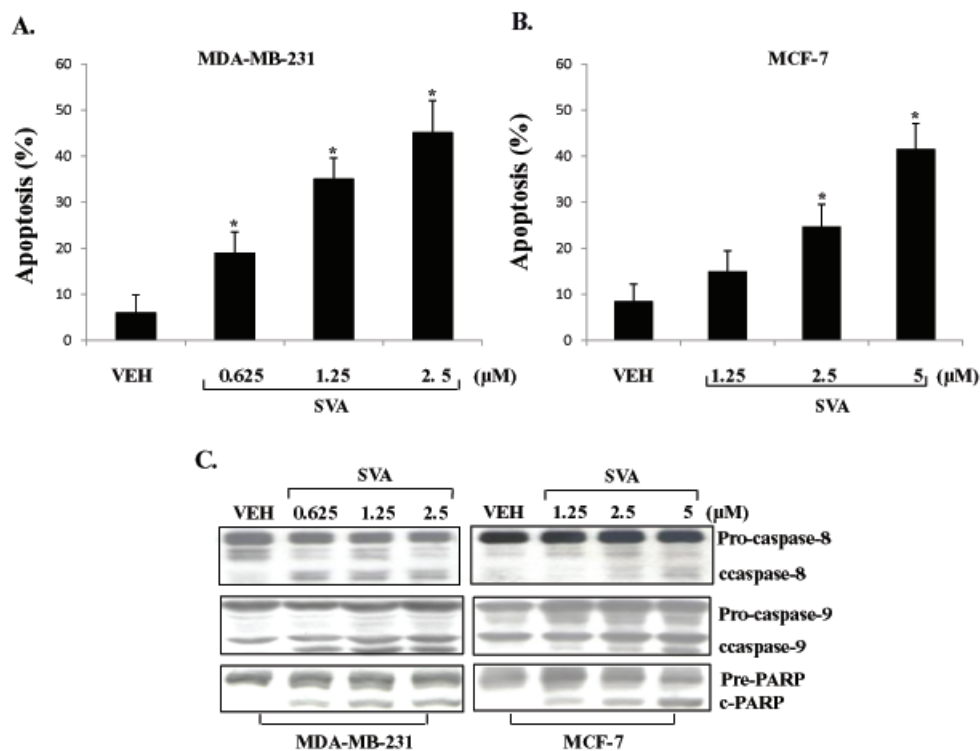 A.
MDA-MB-231
Apoptosis (%)
60
50
40
30
20
10
0
*
*
*
VEH 0.625 1.25 2. 5 (μM)
SVA
B.
MCF-7
Apoptosis (%)
60
50
40
30
20
10
0
*
*
VEH 1.25 2.5 5 (μM)
SVA
C.
SVA SVA
VEH 0.625 1.25 2.5 VEH 1.25 2.5 5 (μM)
Pro-caspase-8
ccaspase-8
Pro-caspase-9
ccaspase-9
Pre-PARP
c-PARP
MDA-MB-231 MCF-7